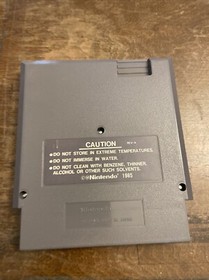 CAUTION
•DO NOT STORE IN EXTREME TEMPERATURES.
•DO NOT IMMERSE IN WATER.
•DO NOT CLEAN WITH BENZENE, THINNER,
ALCOHOL OR OTHER SUCH SOLVENTS.
©Nintendo 1985